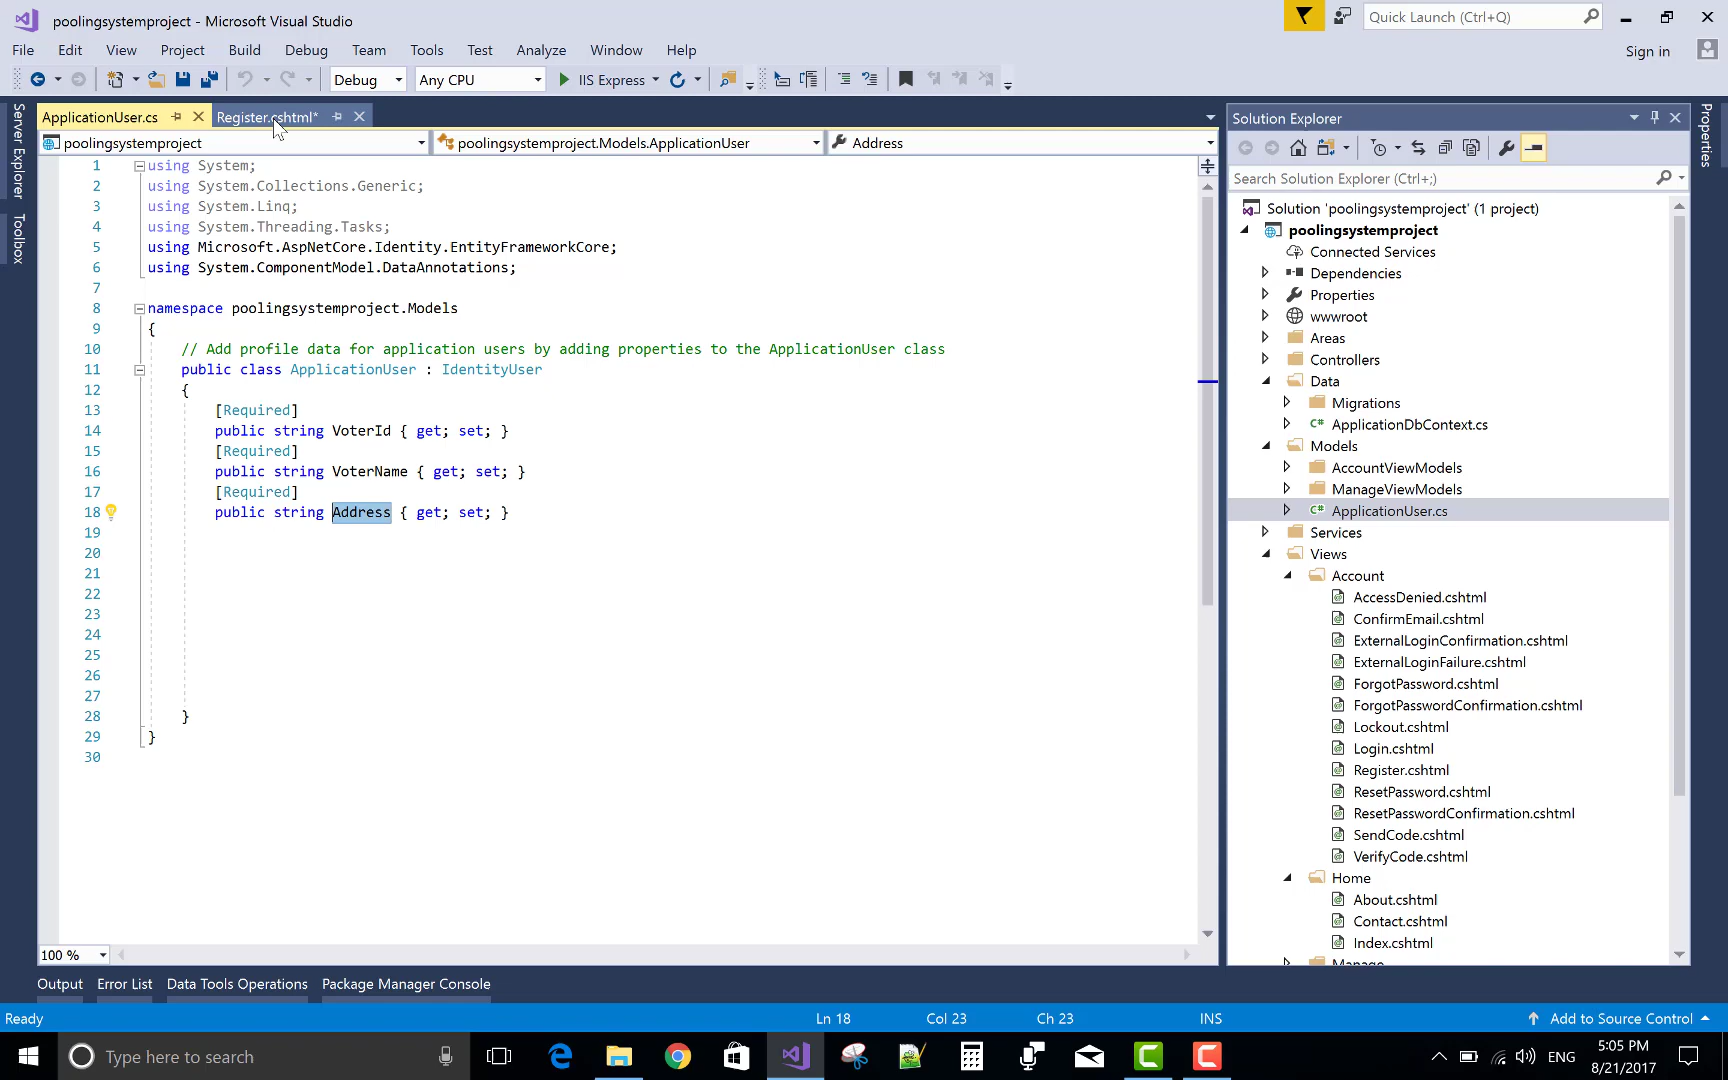 poolingsystemproject - Microsoft Visual Studio
Quick Launch (Ctrl+Q)
File Edit View Project Build Debug Team Tools Test Analyze Window Help
Sign in
Debug Any CPU IIS Express
ApplicationUser.cs Register.cshtml*
poolingsystemproject poolingsystemproject.Models.ApplicationUser Address
Server Explorer
Toolbox
1 using System;
2 using System.Collections.Generic;
3 using System.Linq;
4 using System.Threading.Tasks;
5 using Microsoft.AspNetCore.Identity.EntityFrameworkCore;
6 using System.ComponentModel.DataAnnotations;
7
8 namespace poolingsystemproject.Models
9 {
10 // Add profile data for application users by adding properties to the ApplicationUser class
11 public class ApplicationUser : IdentityUser
12 {
13 [Required]
14 public string VoterId { get; set; }
15 [Required]
16 public string VoterName { get; set; }
17 [Required]
18 public string Address { get; set; }
19
20
21
22
23
24
25
26
27
28 }
29 }
30
100 %
Solution Explorer
Search Solution Explorer (Ctrl+;)
Solution 'poolingsystemproject' (1 project)
poolingsystemproject
Connected Services
Dependencies
Properties
wwwroot
Areas
Controllers
Data
Migrations
C# ApplicationDbContext.cs
Models
AccountViewModels
ManageViewModels
C# ApplicationUser.cs
Services
Views
Account
AccessDenied.cshtml
ConfirmEmail.cshtml
ExternalLoginConfirmation.cshtml
ExternalLoginFailure.cshtml
ForgotPassword.cshtml
ForgotPasswordConfirmation.cshtml
Lockout.cshtml
Login.cshtml
Register.cshtml
ResetPassword.cshtml
ResetPasswordConfirmation.cshtml
SendCode.cshtml
VerifyCode.cshtml
Home
About.cshtml
Contact.cshtml
Index.cshtml
Manage
Properties
Output Error List Data Tools Operations Package Manager Console
Ready Ln 18 Col 23 Ch 23 INS Add to Source Control
Type here to search
ENG
5:05 PM
8/21/2017